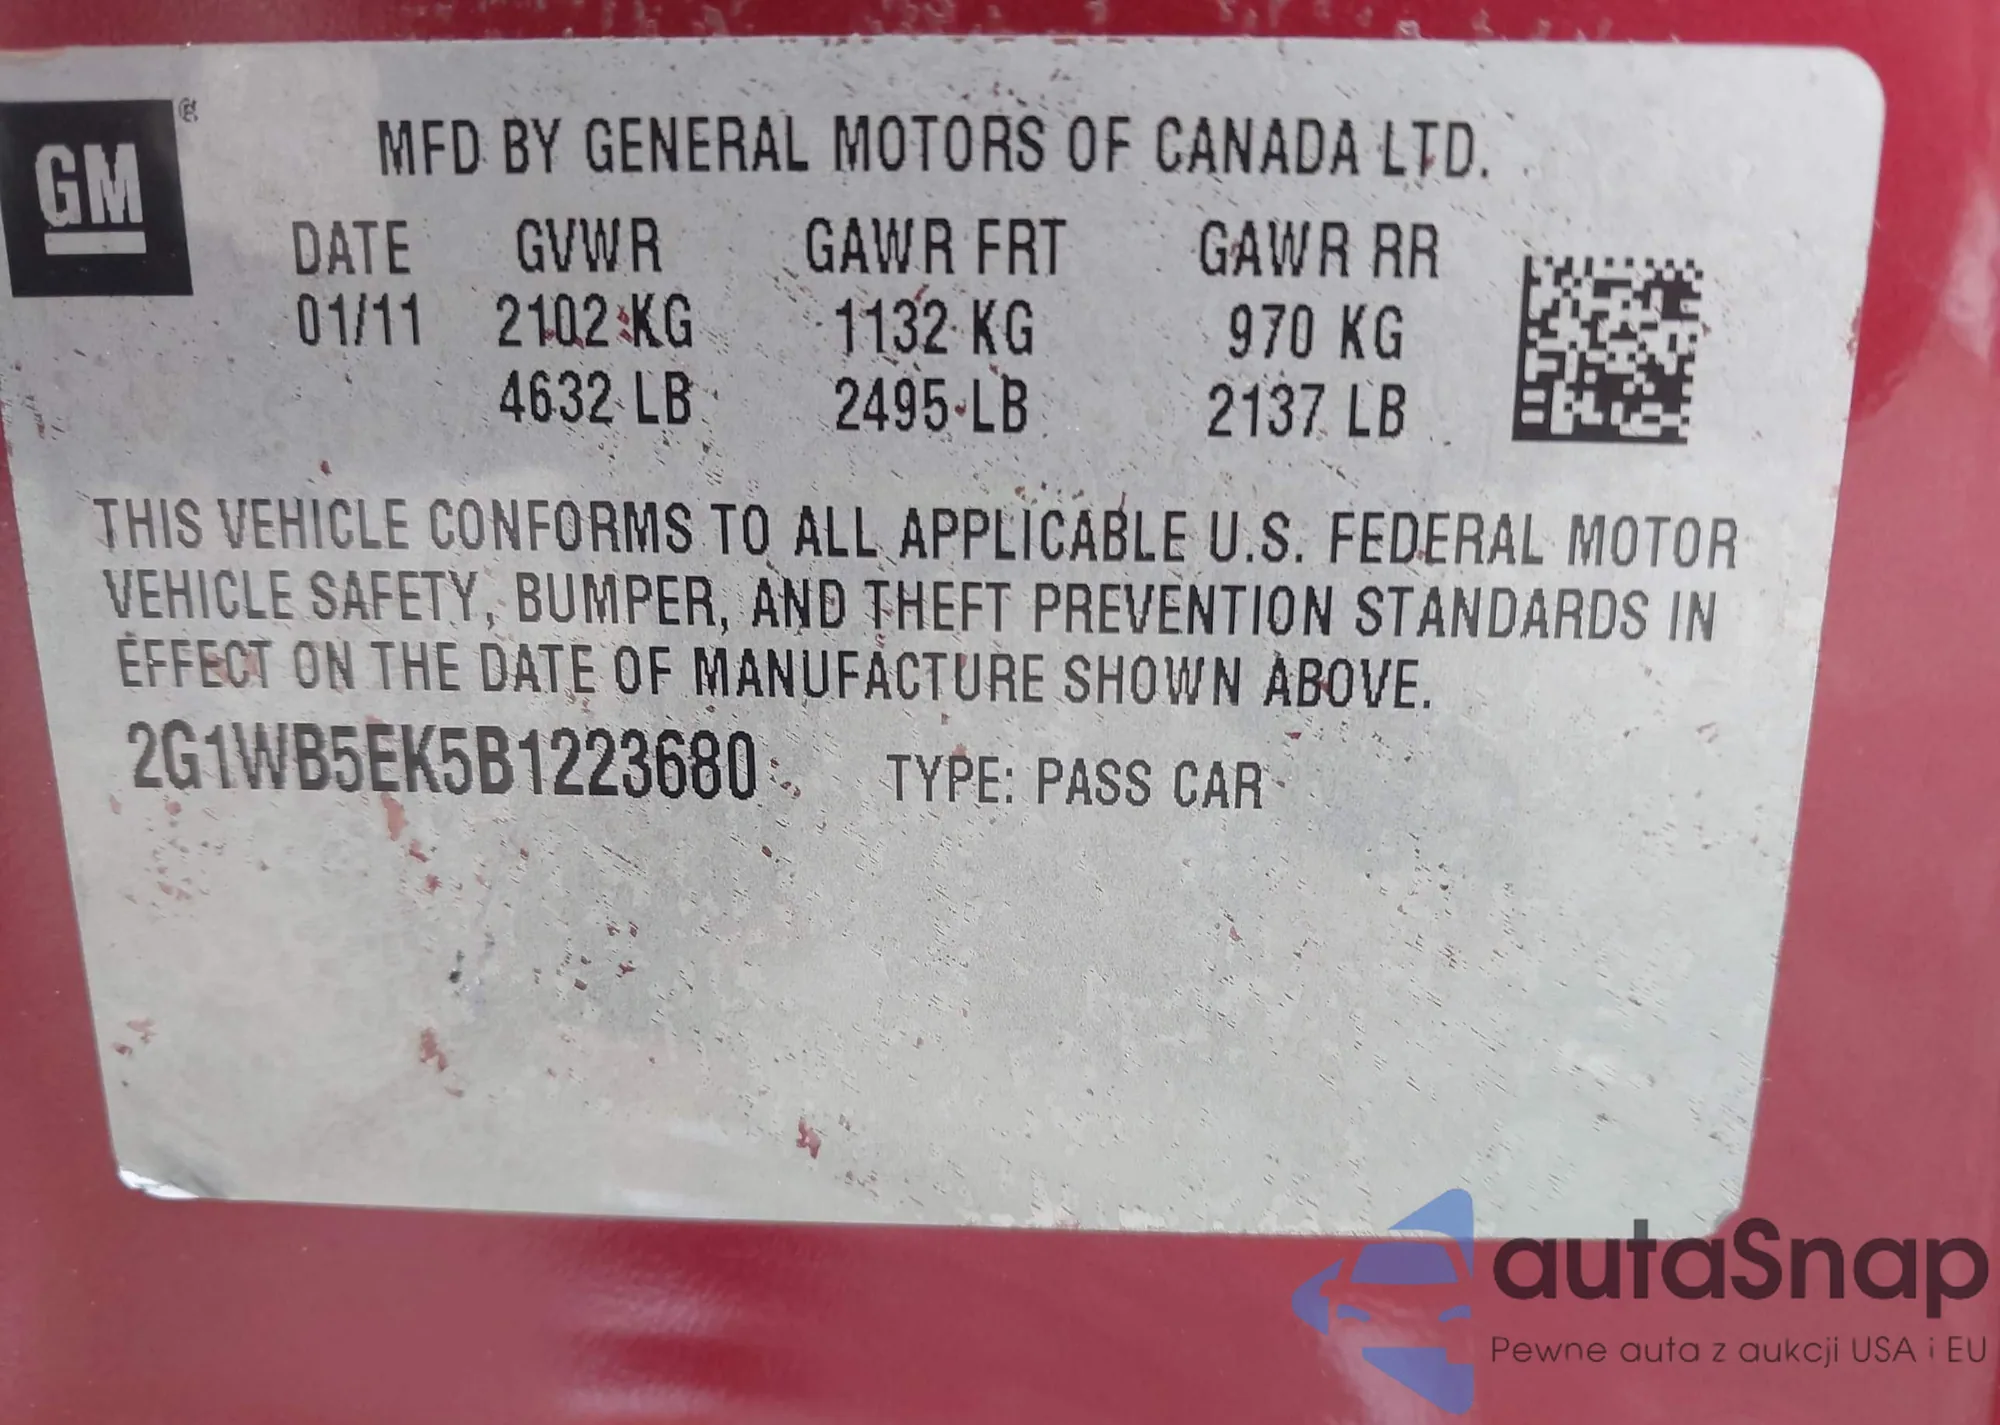 GM®
MFD BY GENERAL MOTORS OF CANADA LTD.
DATE GVWR GAWR FRT GAWR RR
01/11 2102 KG 1132 KG 970 KG
4632 LB 2495 LB 2137 LB
THIS VEHICLE CONFORMS TO ALL APPLICABLE U.S. FEDERAL MOTOR
VEHICLE SAFETY, BUMPER, AND THEFT PREVENTION STANDARDS IN
EFFECT ON THE DATE OF MANUFACTURE SHOWN ABOVE.
2G1WB5EK5B1223680 TYPE: PASS CAR
autaSnap
Pewne auta z aukcji USA i EU